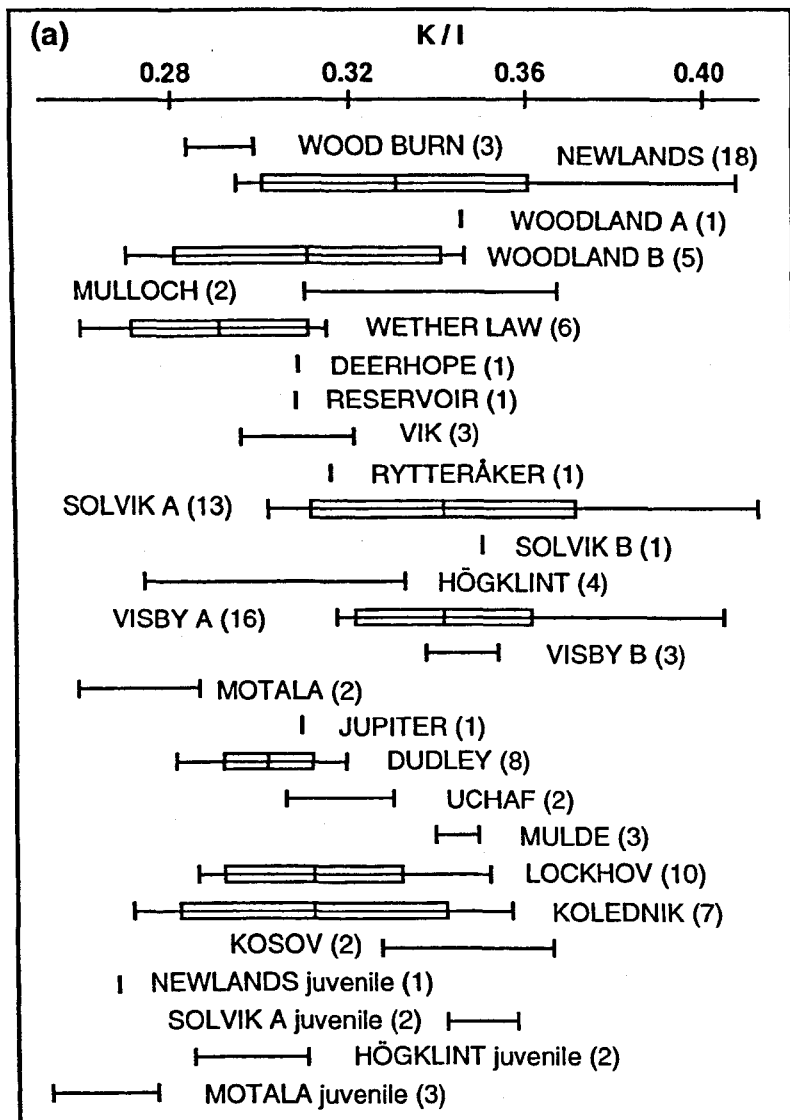 (a)
K/I
0.28 0.32 0.36 0.40
WOOD BURN (3)
NEWLANDS (18)
WOODLAND A (1)
WOODLAND B (5)
MULLOCH (2)
WETHER LAW (6)
DEERHOPE (1)
RESERVOIR (1)
VIK (3)
RYTTERÅKER (1)
SOLVIK A (13)
SOLVIK B (1)
HÖGKLINT (4)
VISBY A (16)
VISBY B (3)
MOTALA (2)
JUPITER (1)
DUDLEY (8)
UCHAF (2)
MULDE (3)
LOCKHOV (10)
KOLEDNIK (7)
KOSOV (2)
NEWLANDS juvenile (1)
SOLVIK A juvenile (2)
HÖGKLINT juvenile (2)
MOTALA juvenile (3)